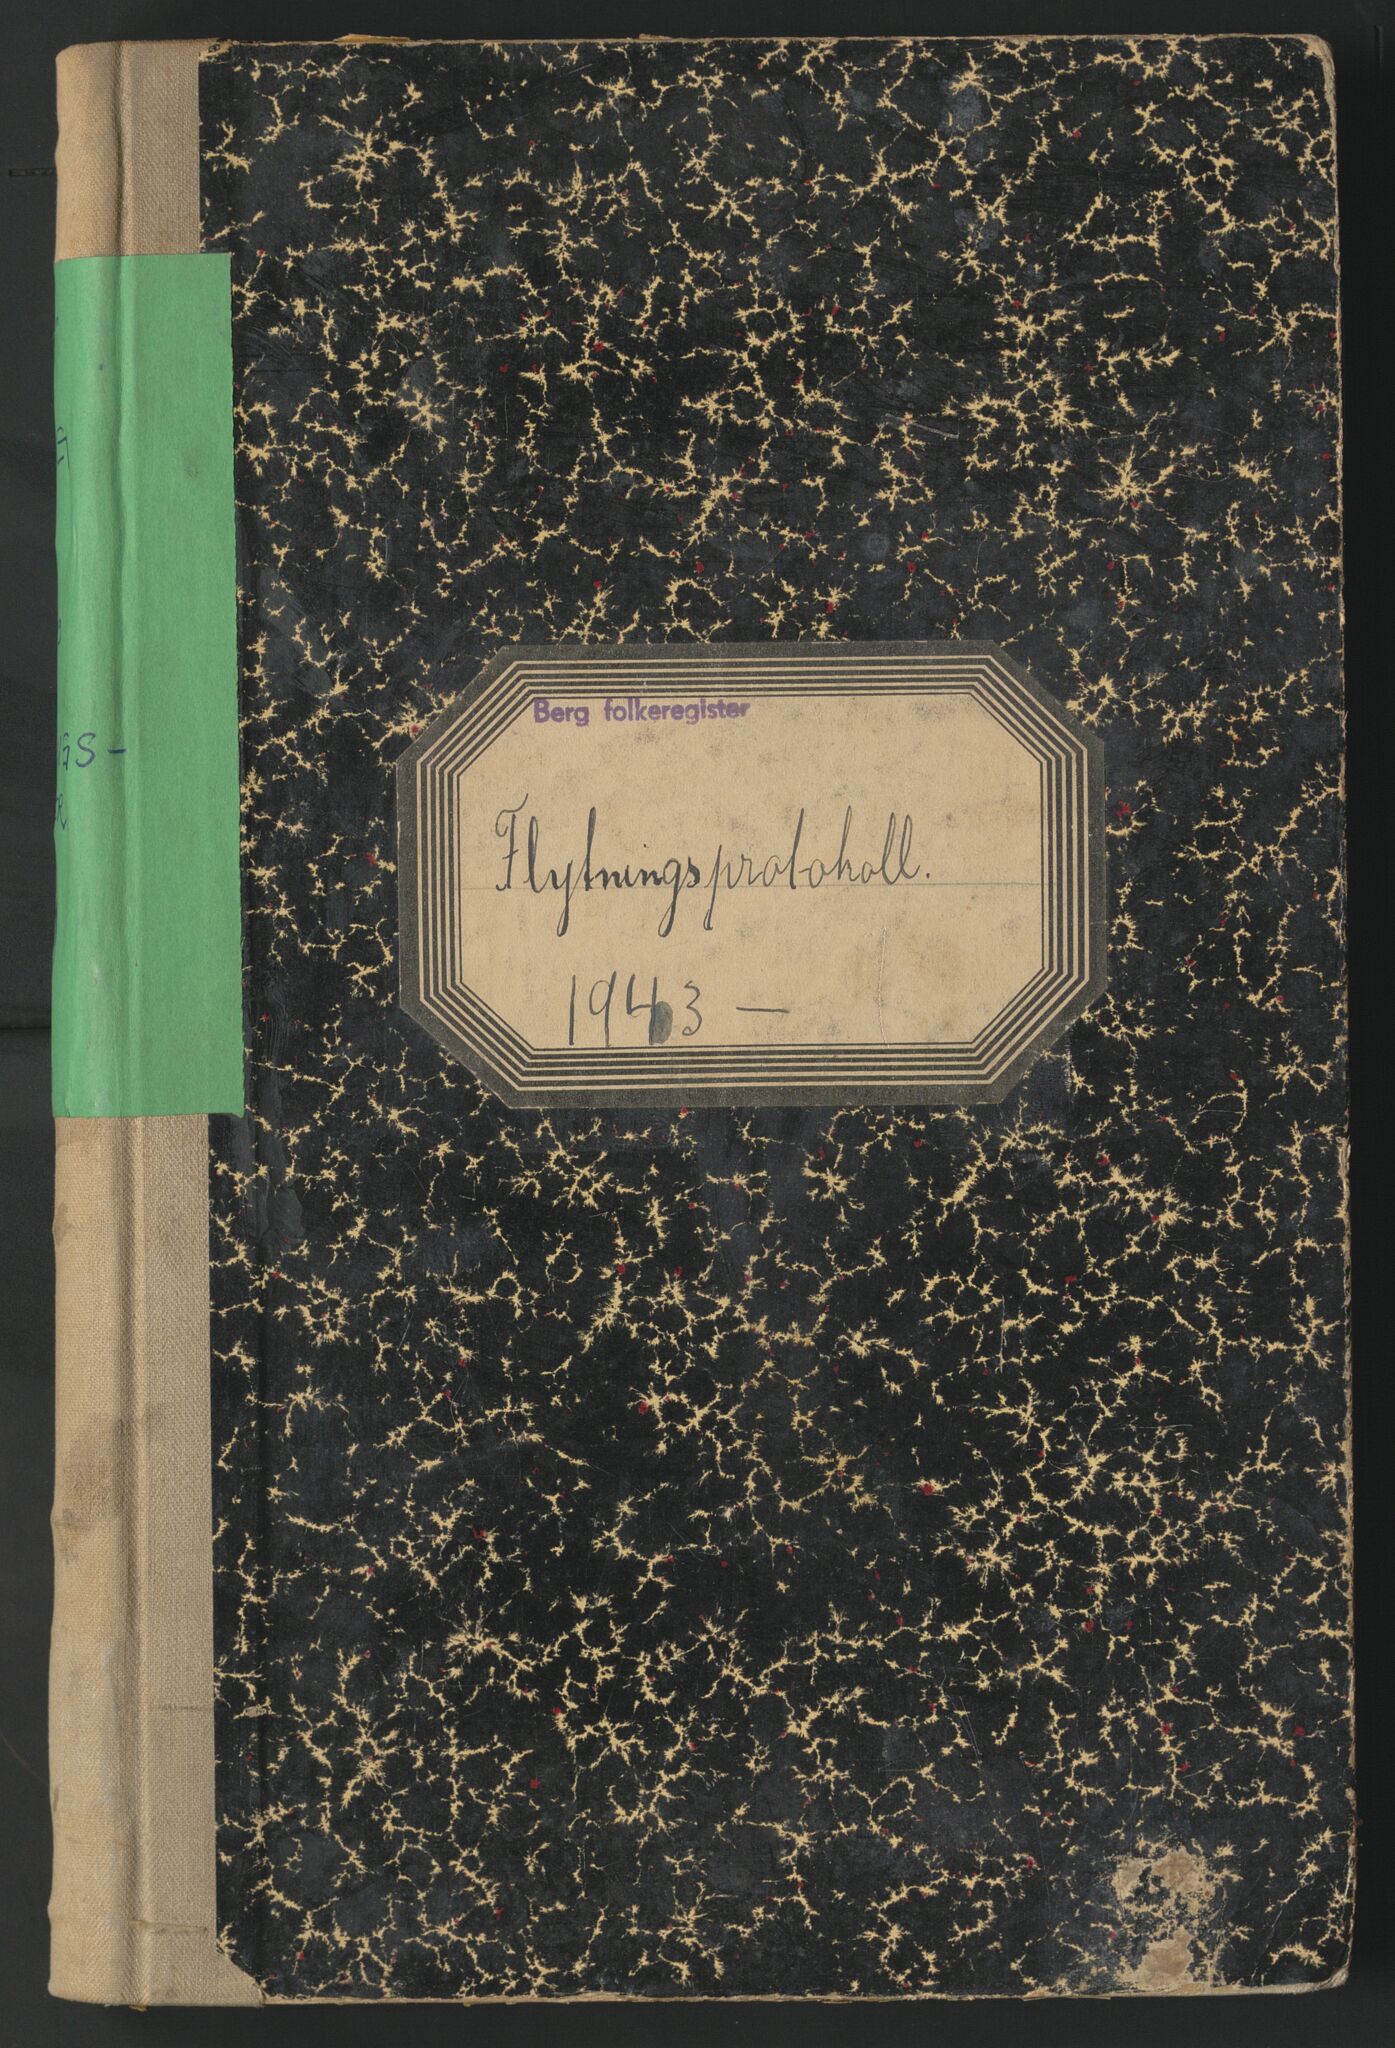 Berg folkeregister
Flytningsprotokoll.
1943 —